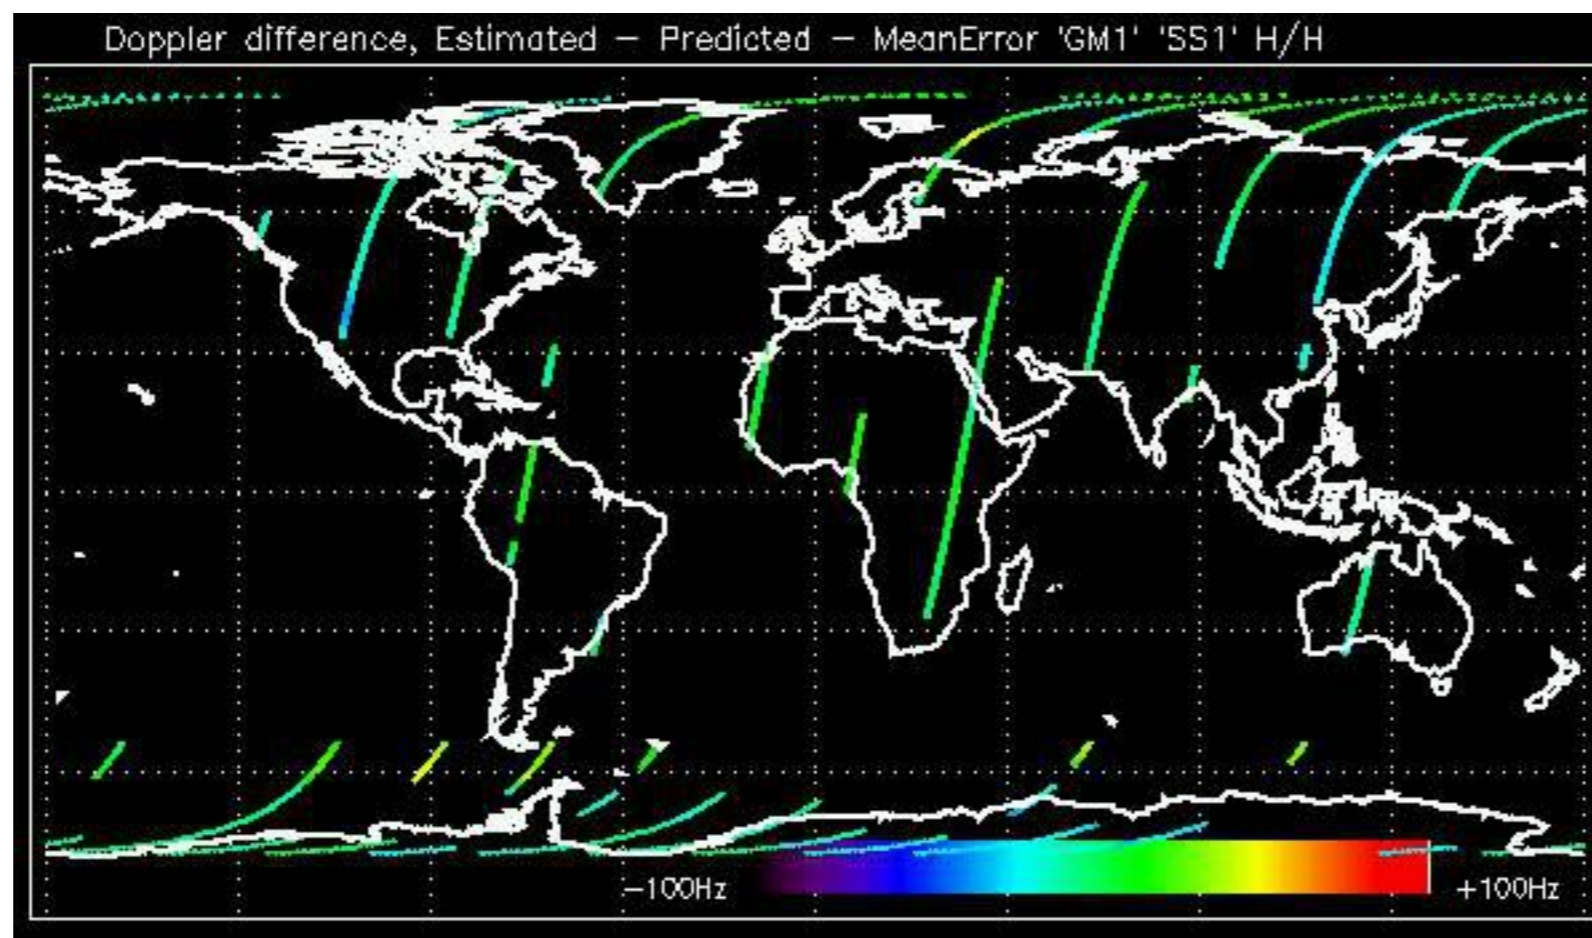 Doppler difference, Estimated – Predicted – MeanError 'GM1' 'SS1' H/H
–100Hz
+100Hz